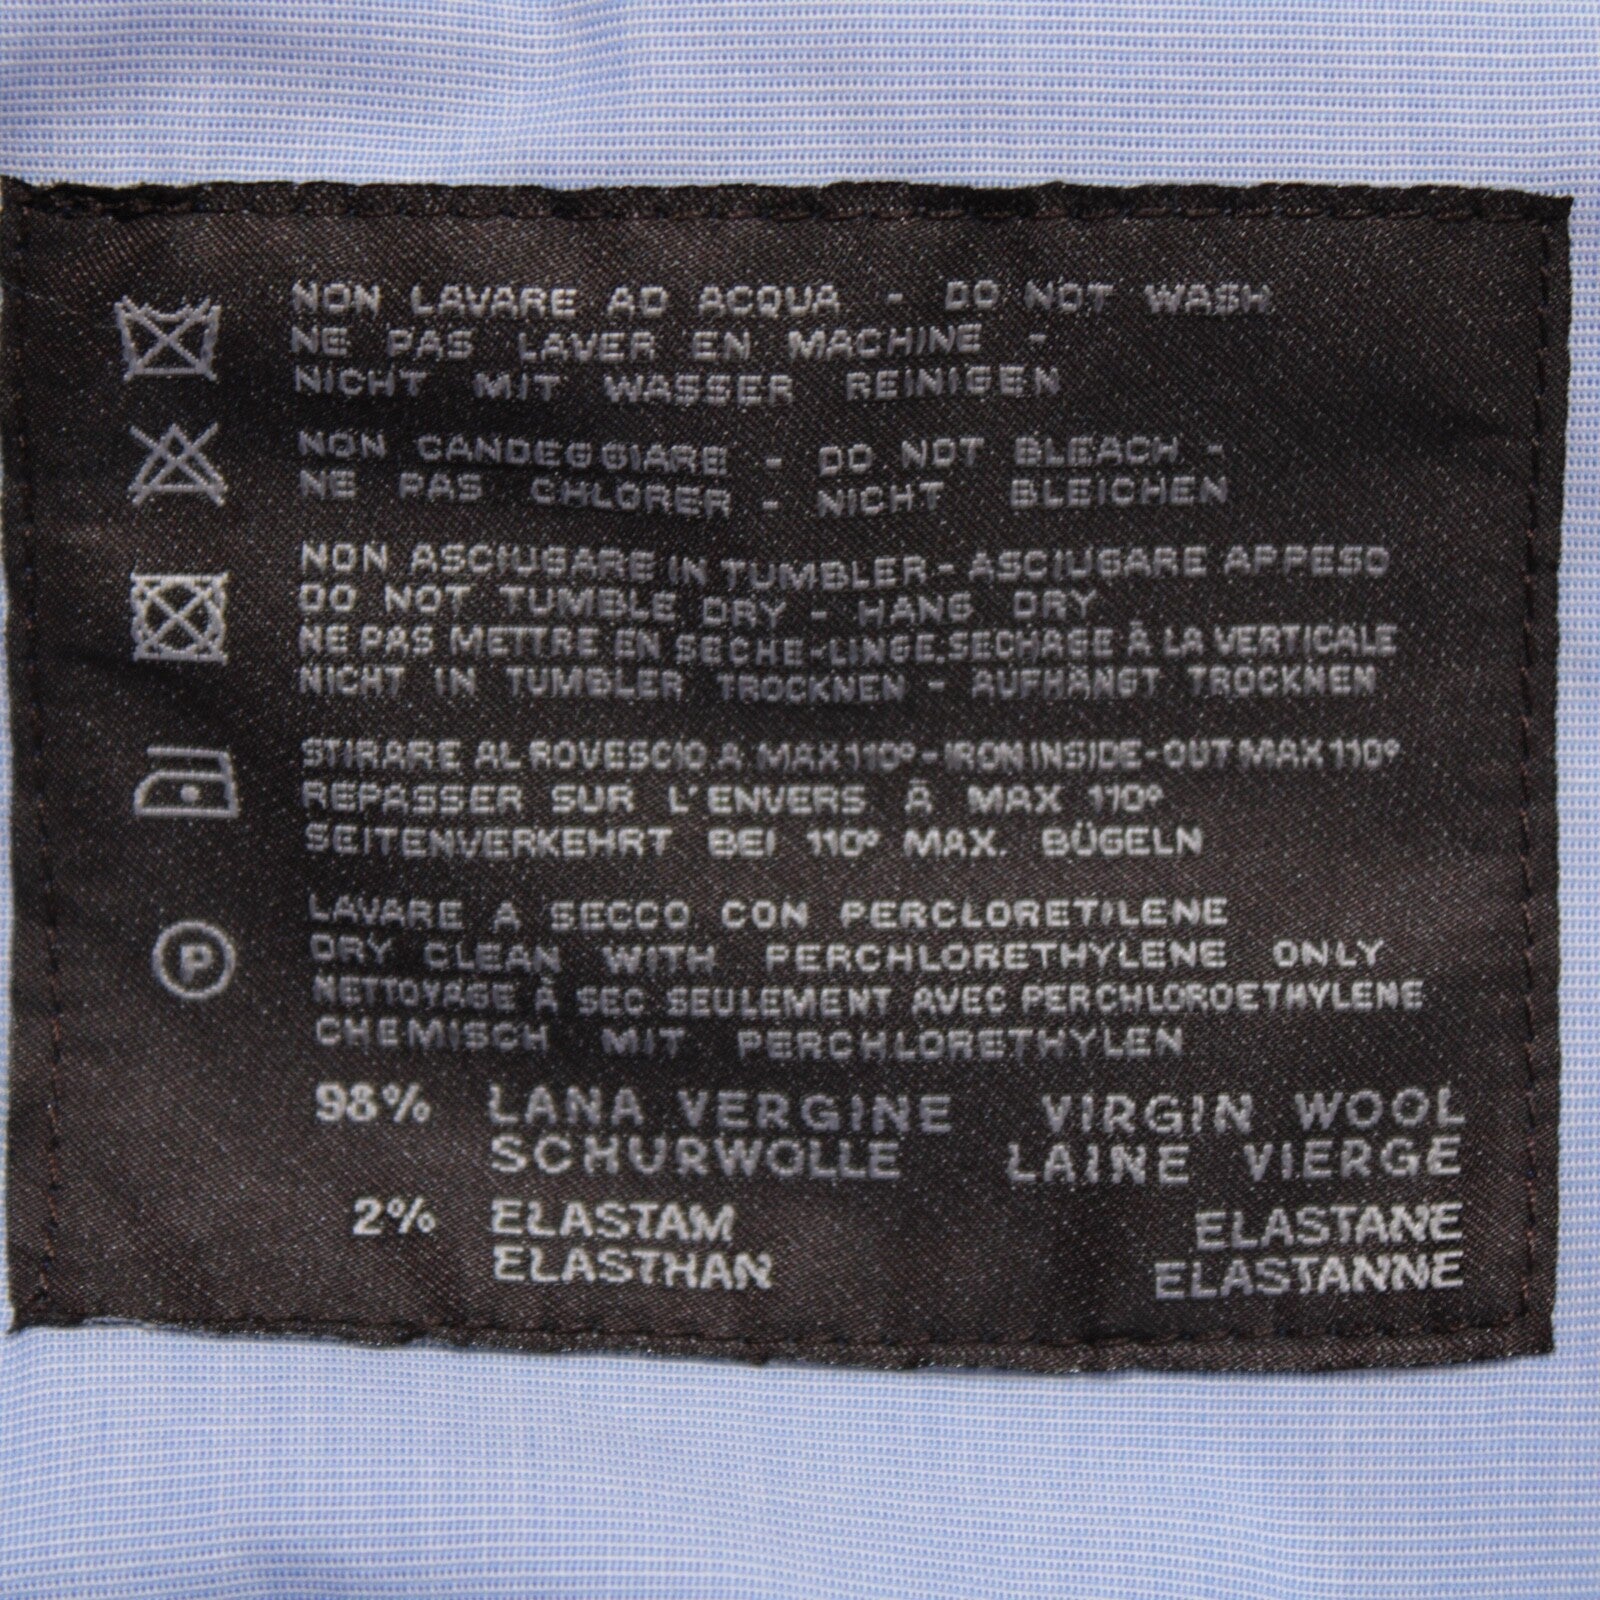 NON LAVARE AD ACQUA - DO NOT WASH
NE PAS LAVER EN MACHINE -
NICHT MIT WASSER REINIGEN
NON CANDEGGIARE - DO NOT BLEACH -
NE PAS CHLORER - NICHT BLEICHEN
NON ASCIUGARE IN TUMBLER - ASCIUGARE APPESO
DO NOT TUMBLE DRY - HANG DRY
NE PAS METTRE EN SECHE-LINGE.SECHAGE À LA VERTICALE
NICHT IN TUMBLER TROCKNEN - AUFHÄNGT TROCKNEN
STIRARE AL ROVESCIO A MAX 110° - IRON INSIDE-OUT MAX 110°
REPASSER SUR L'ENVERS À MAX 110°
SEITENVERKEHRT BEI 110° MAX. BÜGELN
P
LAVARE A SECCO CON PERCLORETILENE
DRY CLEAN WITH PERCHLORETHYLENE ONLY
NETTOYAGE À SEC SEULEMENT AVEC PERCHLOROETHYLENE
CHEMISCH MIT PERCHLORETHYLEN
98% LANA VERGINE VIRGIN WOOL
SCHURWOLLE LAINE VIERGE
2% ELASTAM ELASTANE
ELASTHAN ELASTANNE